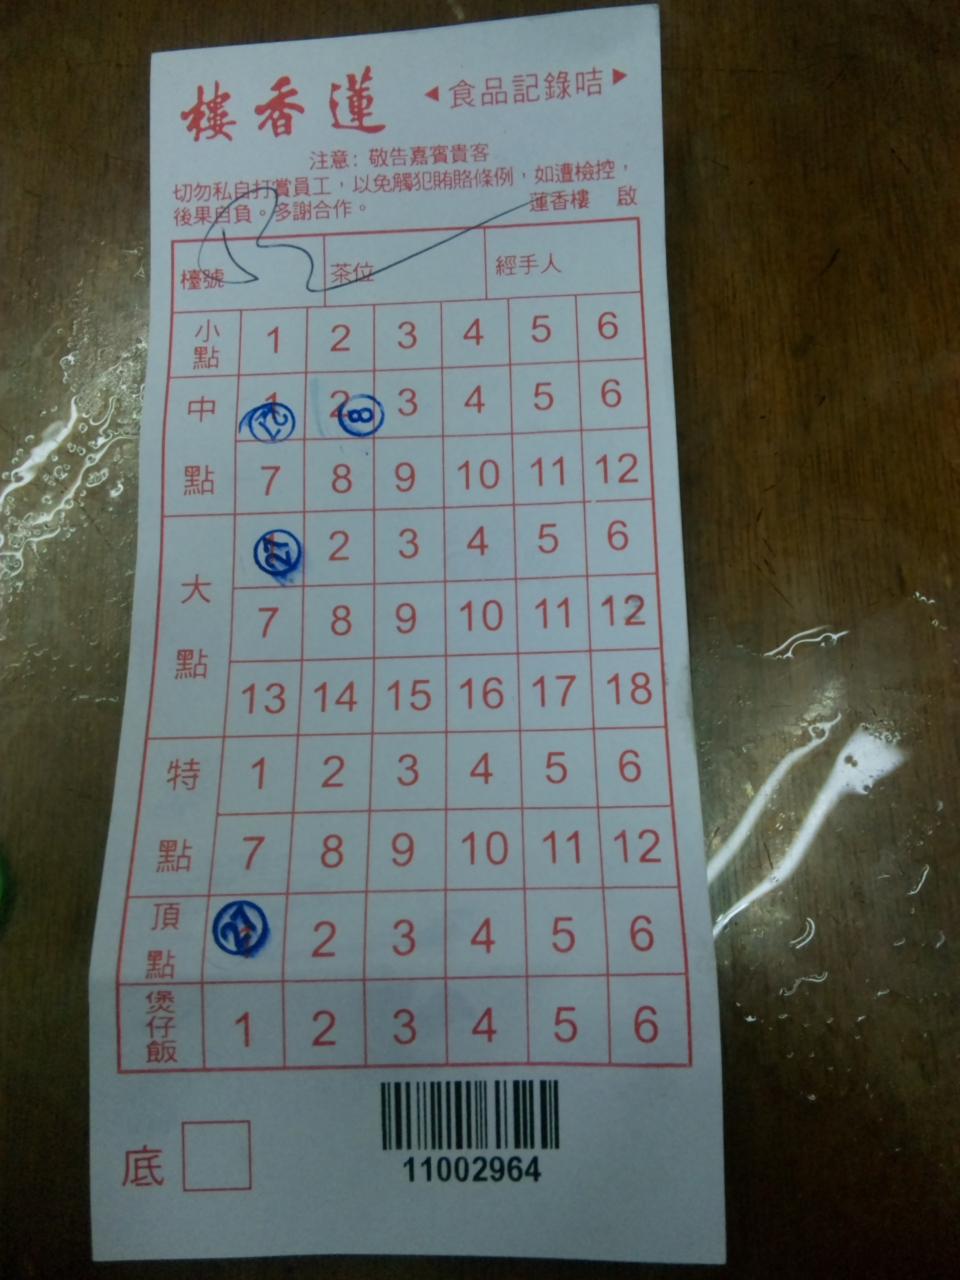 樓香蓮 ◀食品記錄咭▶
注意：敬告嘉賓貴客
切勿私自打賞員工，以免觸犯賄賂條例，如遭檢控，
後果自負。多謝合作。 蓮香樓 啟
檯號 茶位 經手人
小點 1 2 3 4 5 6
中點 1 2 3 4 5 6
7 8 9 10 11 12
大點 1 2 3 4 5 6
7 8 9 10 11 12
13 14 15 16 17 18
特點 1 2 3 4 5 6
7 8 9 10 11 12
頂點 2 3 4 5 6
煲仔飯 1 2 3 4 5 6
底
11002964